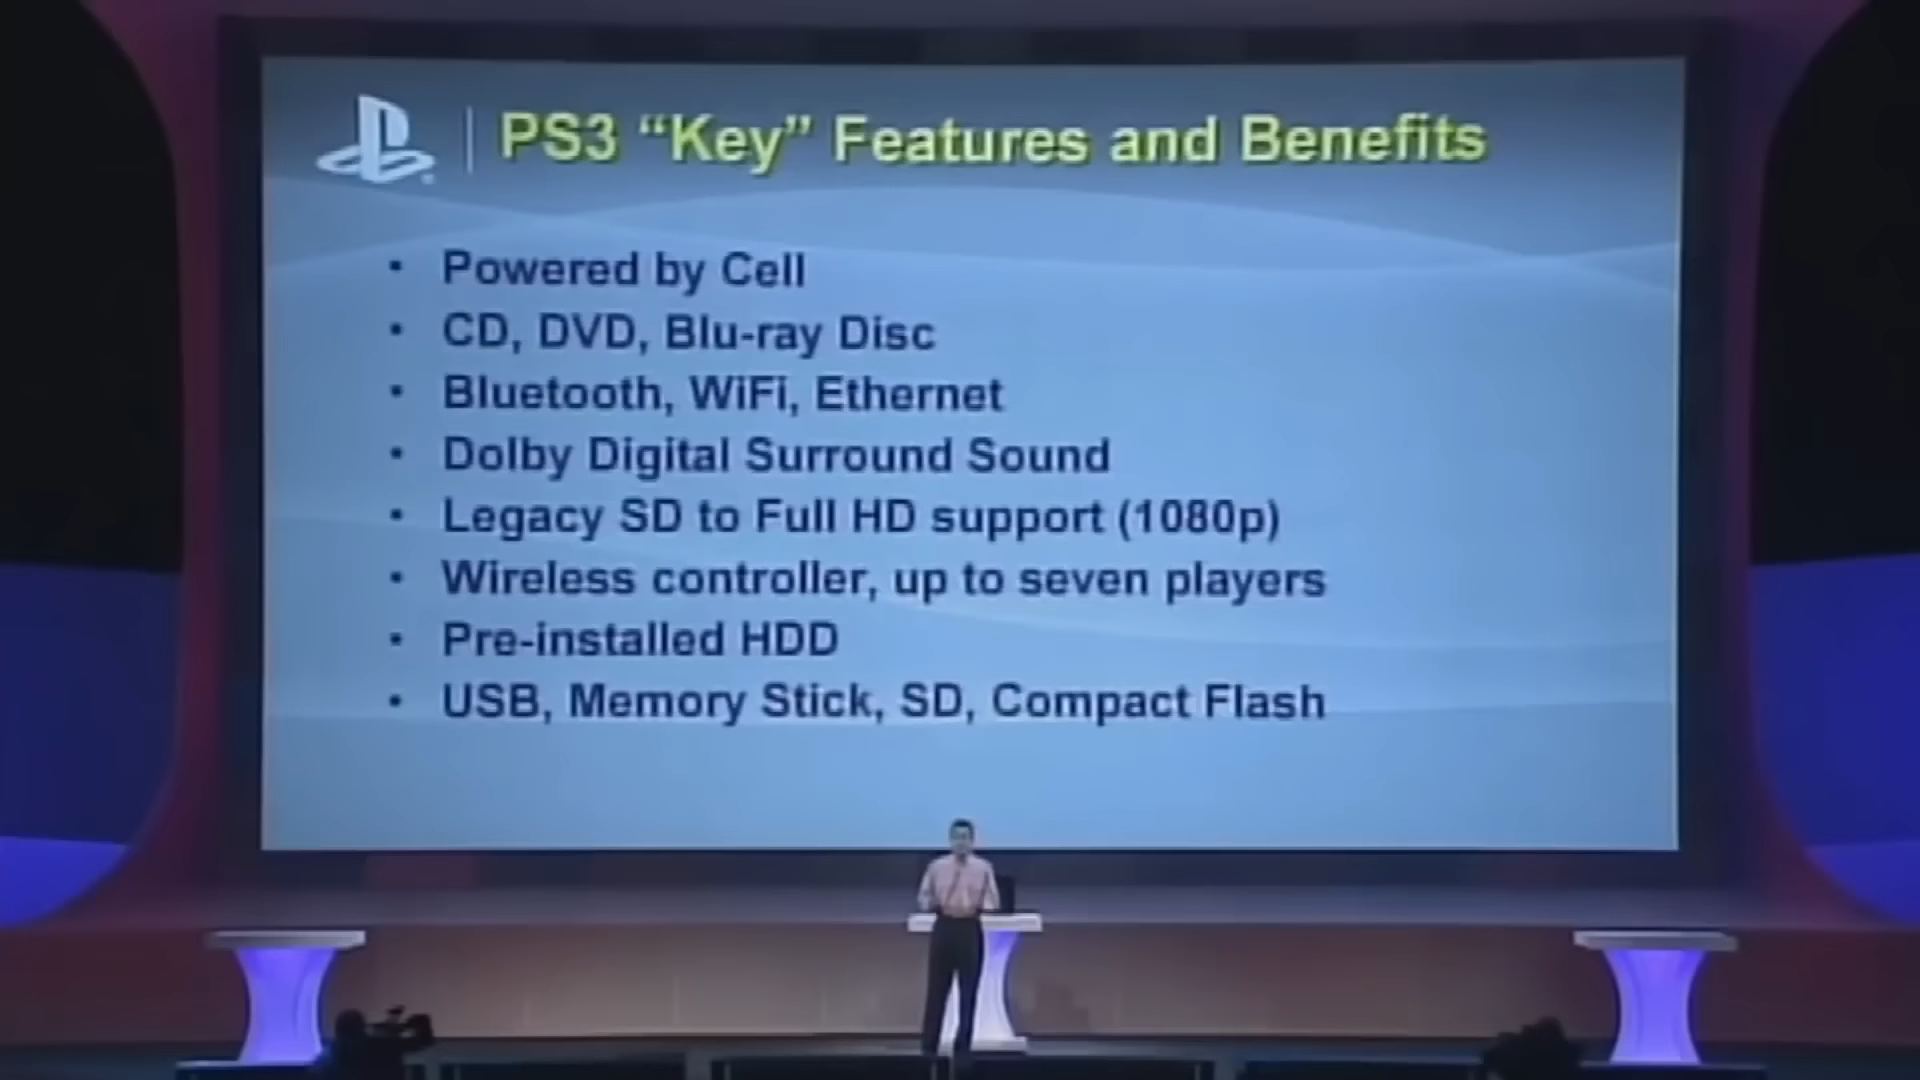 PS3 “Key” Features and Benefits
• Powered by Cell
• CD, DVD, Blu-ray Disc
• Bluetooth, WiFi, Ethernet
• Dolby Digital Surround Sound
• Legacy SD to Full HD support (1080p)
• Wireless controller, up to seven players
• Pre-installed HDD
• USB, Memory Stick, SD, Compact Flash